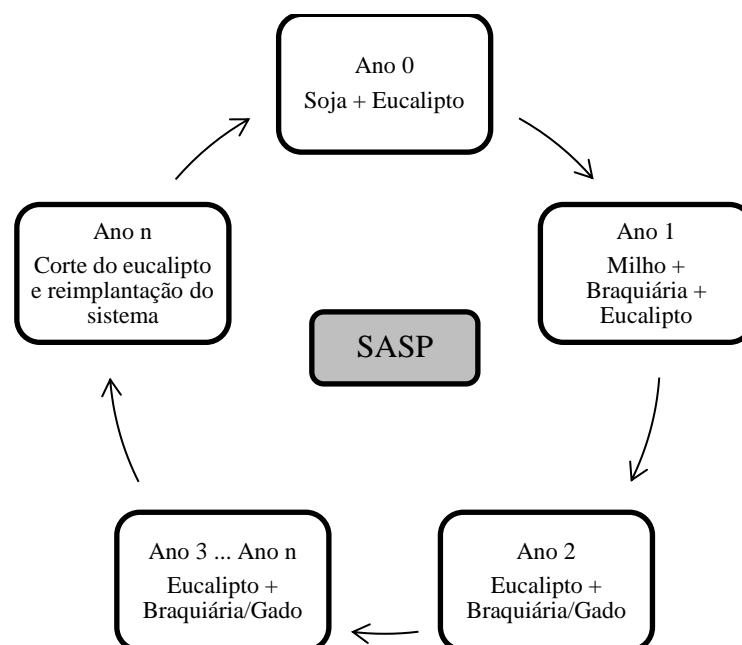 Ano 0
Soja + Eucalipto
Ano 1
Milho +
Braquiária +
Eucalipto
Ano 2
Eucalipto +
Braquiária/Gado
Ano 3 ... Ano n
Eucalipto +
Braquiária/Gado
Ano n
Corte do eucalipto
e reimplantação do
sistema
SASP